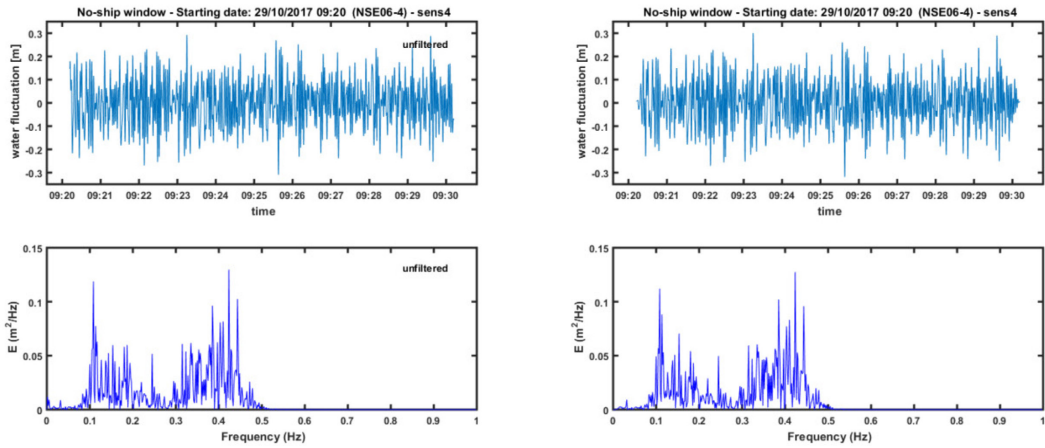 No-ship window - Starting date: 29/10/2017 09:20 (NSE06-4) - sens4
water fluctuation [m]
0.3
0.2
0.1
0
-0.1
-0.2
-0.3
unfiltered
09:20 09:21 09:22 09:23 09:24 09:25 09:26 09:27 09:28 09:29 09:30
time
No-ship window - Starting date: 29/10/2017 09:20 (NSE06-4) - sens4
water fluctuation [m]
0.3
0.2
0.1
0
-0.1
-0.2
-0.3
09:20 09:21 09:22 09:23 09:24 09:25 09:26 09:27 09:28 09:29 09:30
time
E (m²/Hz)
0.15
0.1
0.05
0
unfiltered
0 0.1 0.2 0.3 0.4 0.5 0.6 0.7 0.8 0.9 1
Frequency (Hz)
E (m²/Hz)
0.15
0.1
0.05
0
0 0.1 0.2 0.3 0.4 0.5 0.6 0.7 0.8 0.9 1
Frequency (Hz)